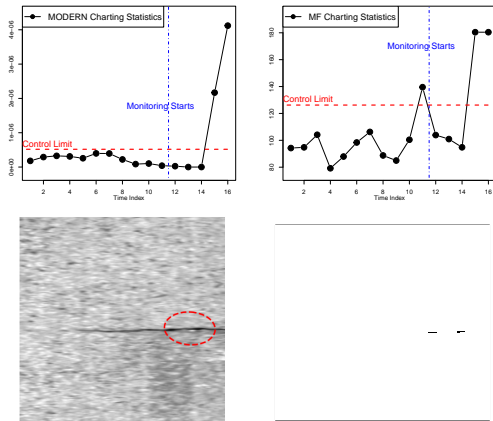 MODERN Charting Statistics
4e-06
3e-06
2e-06
1e-06
0e+00
Monitoring Starts
Control Limit
2 4 6 8 10 12 14 16
Time Index
MF Charting Statistics
180
160
140
120
100
80
Monitoring Starts
Control Limit
2 4 6 8 10 12 14 16
Time Index